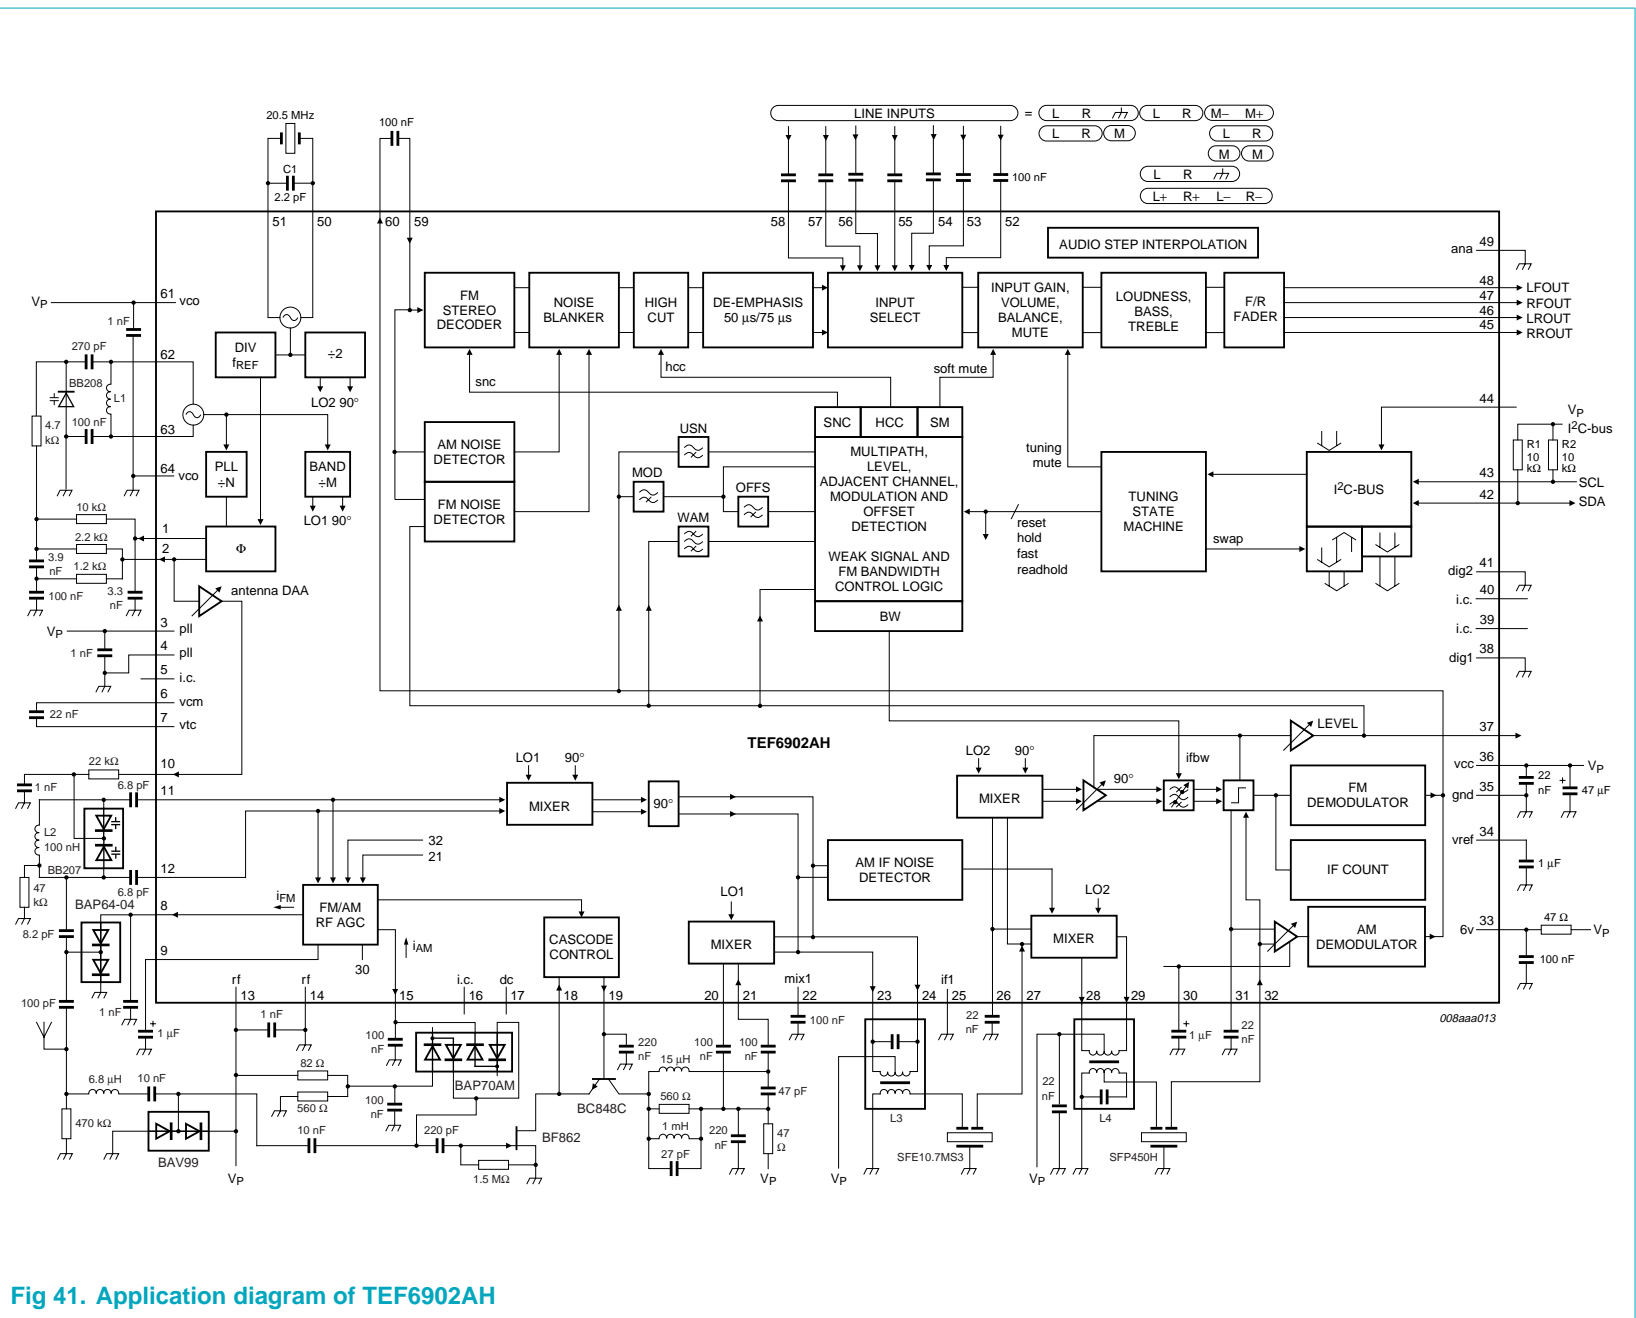 20.5 MHz
C1
2.2 pF
100 nF
LINE INPUTS
=
L R
L R
M− M+
L R
M
L R
M
M
L R
L+ R+ L− R−
100 nF
51
50
60
59
58
57
56
55
54
53
52
AUDIO STEP INTERPOLATION
ana
49
VP
61
vco
1 nF
FM
STEREO
DECODER
NOISE
BLANKER
HIGH
CUT
DE-EMPHASIS
50 µs/75 µs
INPUT
SELECT
INPUT GAIN,
VOLUME,
BALANCE,
MUTE
LOUDNESS,
BASS,
TREBLE
F/R
FADER
48
LFOUT
47
RFOUT
46
LROUT
45
RROUT
270 pF
62
BB208
L1
100 nF
4.7
kΩ
63
DIV
fREF
÷2
LO2 90°
snc
hcc
soft mute
64
vco
PLL
÷N
BAND
÷M
LO1 90°
AM NOISE
DETECTOR
FM NOISE
DETECTOR
USN
MOD
OFFS
WAM
SNC
HCC
SM
MULTIPATH,
LEVEL,
ADJACENT CHANNEL,
MODULATION AND
OFFSET
DETECTION
WEAK SIGNAL AND
FM BANDWIDTH
CONTROL LOGIC
BW
tuning
mute
TUNING
STATE
MACHINE
reset
hold
fast
readhold
swap
I²C-BUS
44
VP
I²C-bus
R1
10
kΩ
R2
10
kΩ
43
SCL
42
SDA
41
dig2
40
i.c.
39
i.c.
38
dig1
10 kΩ
1
2.2 kΩ
2
Φ
3.9
nF
1.2 kΩ
100 nF
3.3
nF
antenna DAA
VP
3
pll
1 nF
4
pll
5
i.c.
6
vcm
22 nF
7
vtc
TEF6902AH
LEVEL
37
10
22 kΩ
1 nF
6.8 pF
11
L2
100 nH
BB207
12
6.8 pF
47
kΩ
BAP64-04
8
8.2 pF
9
100 pF
1 nF
1 µF
LO1
90°
MIXER
90°
32
21
iFM
FM/AM
RF AGC
iAM
30
CASCODE
CONTROL
LO1
MIXER
AM IF NOISE
DETECTOR
LO2
90°
MIXER
90°
ifbw
LO2
MIXER
FM
DEMODULATOR
IF COUNT
AM
DEMODULATOR
36
vcc
VP
22
nF
47 µF
35
gnd
34
vref
1 µF
33
6v
47 Ω
VP
100 nF
rf
13
rf
14
15
i.c.
16
dc
17
18
19
20
21
mix1
22
23
24
if1
25
26
27
28
29
30
31
32
008aaa013
1 nF
100
nF
BAP70AM
82 Ω
560 Ω
100
nF
6.8 µH
10 nF
470 kΩ
BAV99
VP
10 nF
220 pF
1.5 MΩ
BF862
BC848C
220
nF
100
nF
100
nF
15 µH
47 pF
560 Ω
1 mH
27 pF
220
nF
47
Ω
VP
100 nF
VP
L3
SFE10.7MS3
22
nF
22
nF
VP
L4
SFP450H
1 µF
22
nF
Fig 41. Application diagram of TEF6902AH